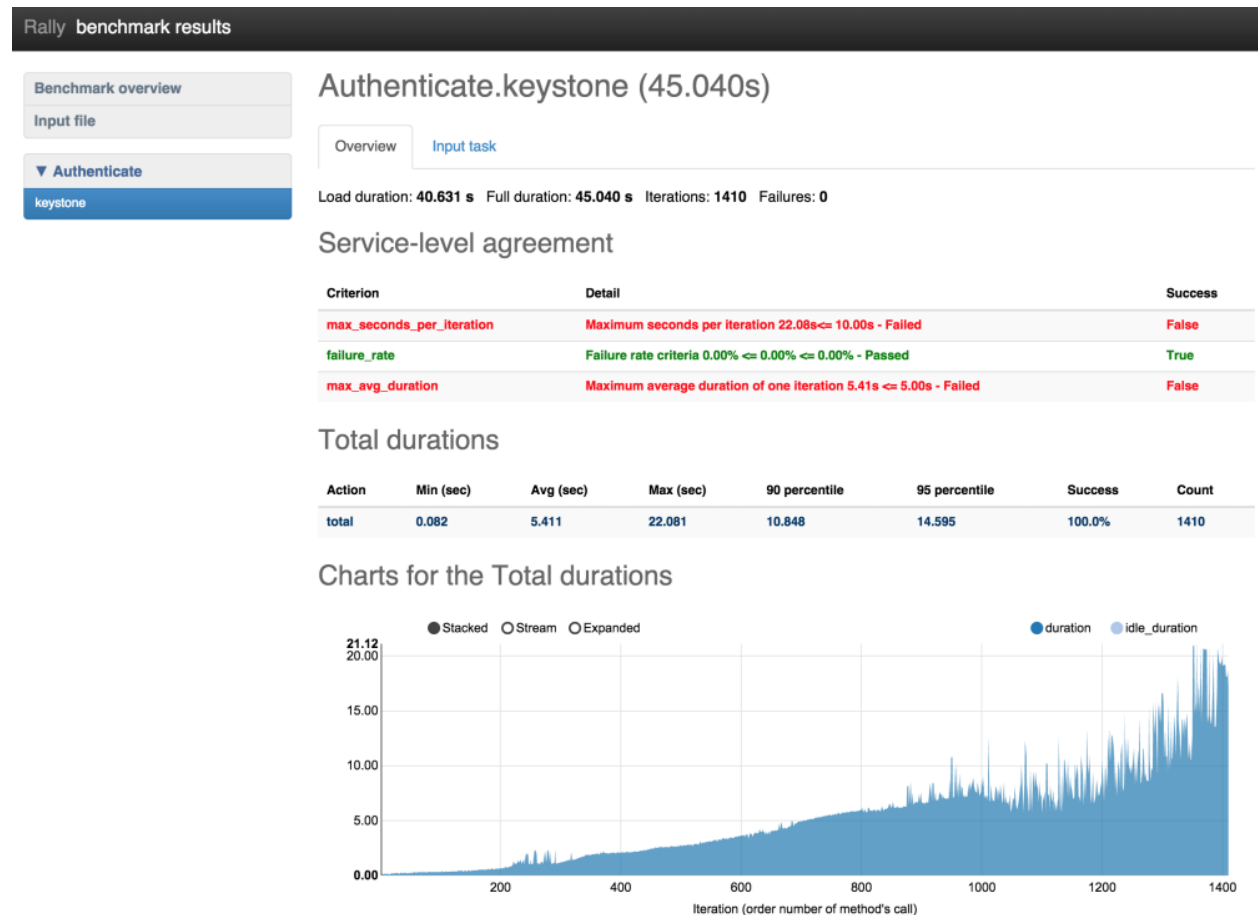 Rally benchmark results
Benchmark overview
Input file
▼ Authenticate
keystone
Authenticate.keystone (45.040s)
Overview Input task
Load duration: 40.631 s Full duration: 45.040 s Iterations: 1410 Failures: 0
Service-level agreement
Criterion Detail Success
max_seconds_per_iteration Maximum seconds per iteration 22.08s<= 10.00s - Failed False
failure_rate Failure rate criteria 0.00% <= 0.00% <= 0.00% - Passed True
max_avg_duration Maximum average duration of one iteration 5.41s <= 5.00s - Failed False
Total durations
Action Min (sec) Avg (sec) Max (sec) 90 percentile 95 percentile Success Count
total 0.082 5.411 22.081 10.848 14.595 100.0% 1410
Charts for the Total durations
Stacked Stream Expanded duration idle_duration
21.12
20.00
15.00
10.00
5.00
0.00
200 400 600 800 1000 1200 1400
Iteration (order number of method's call)